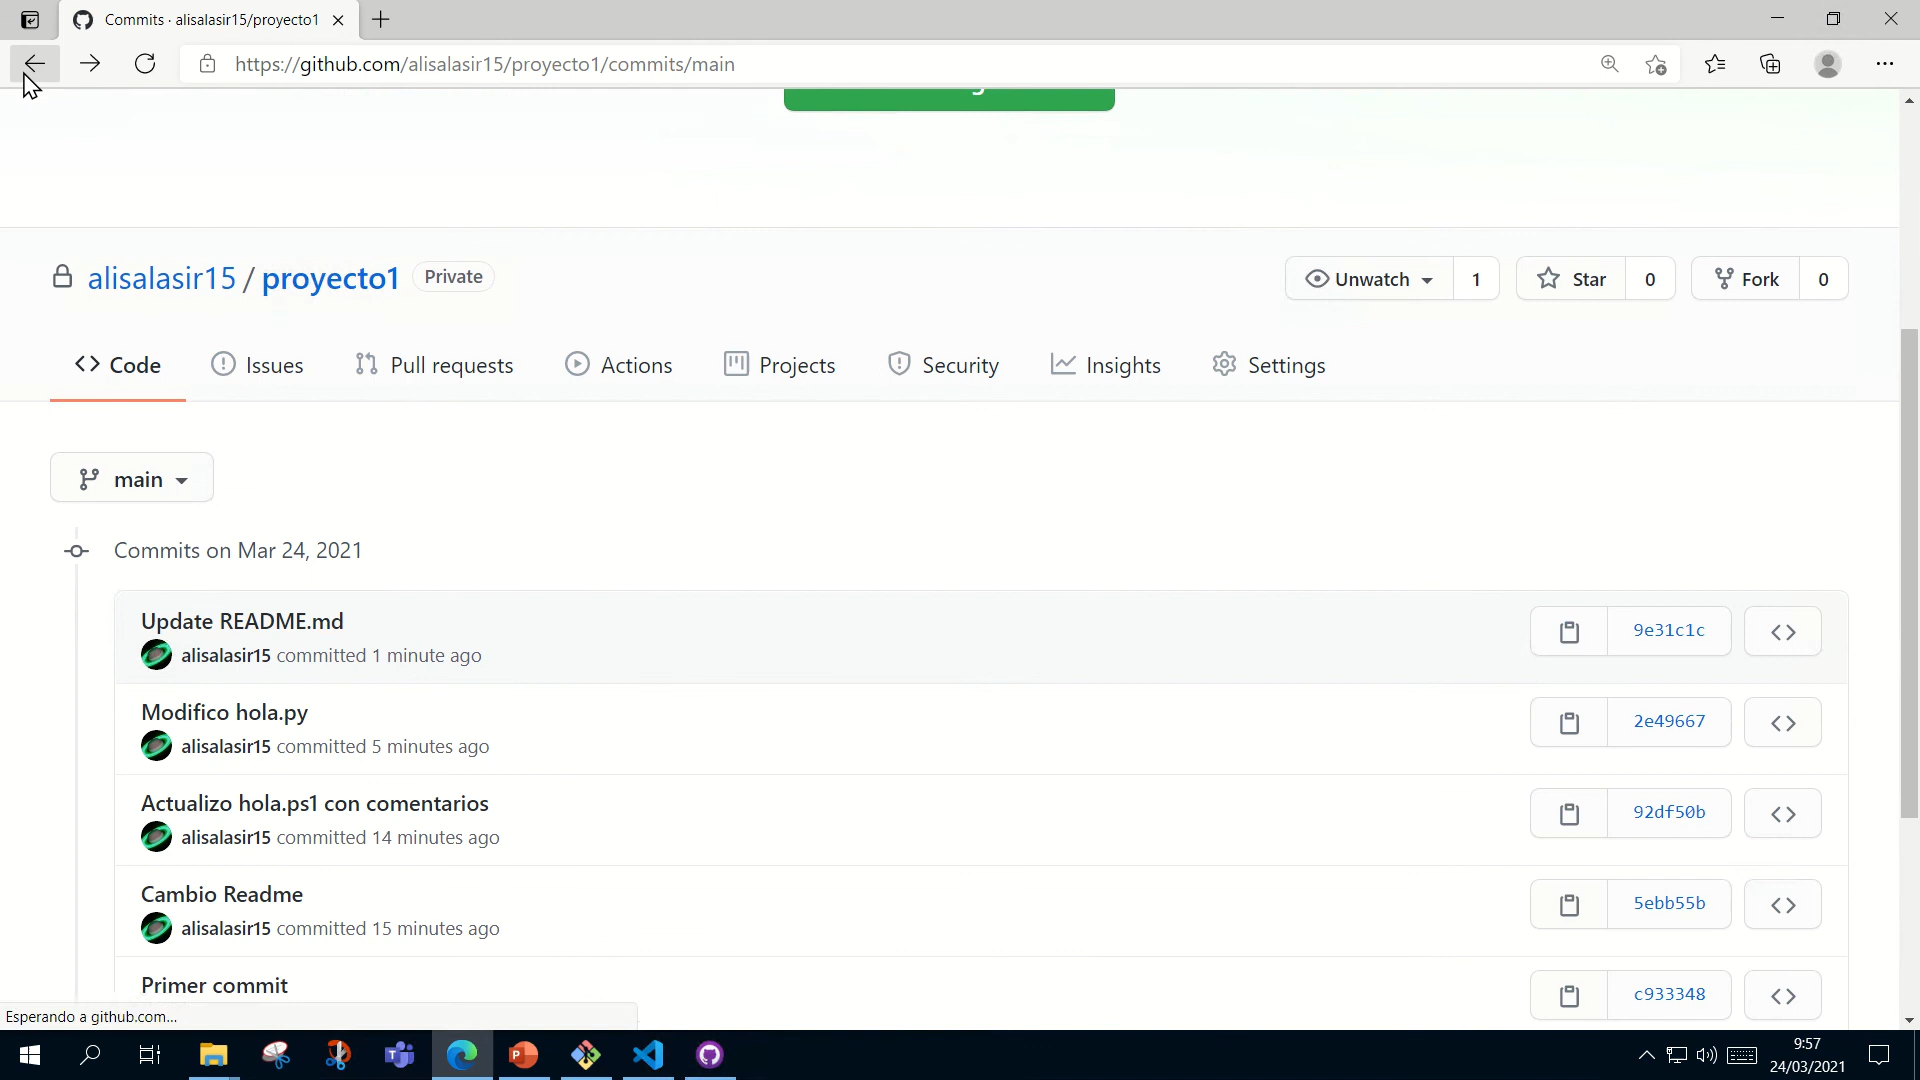 Commits · alisalasir15/proyecto1
https://github.com/alisalasir15/proyecto1/commits/main
alisalasir15 / proyecto1 Private
Unwatch 1 Star 0 Fork 0
Code Issues Pull requests Actions Projects Security Insights Settings
main
Commits on Mar 24, 2021
Update README.md
alisalasir15 committed 1 minute ago
9e31c1c
Modifico hola.py
alisalasir15 committed 5 minutes ago
2e49667
Actualizo hola.ps1 con comentarios
alisalasir15 committed 14 minutes ago
92df50b
Cambio Readme
alisalasir15 committed 15 minutes ago
5ebb55b
Primer commit
c933348
Esperando a github.com...
9:57
24/03/2021